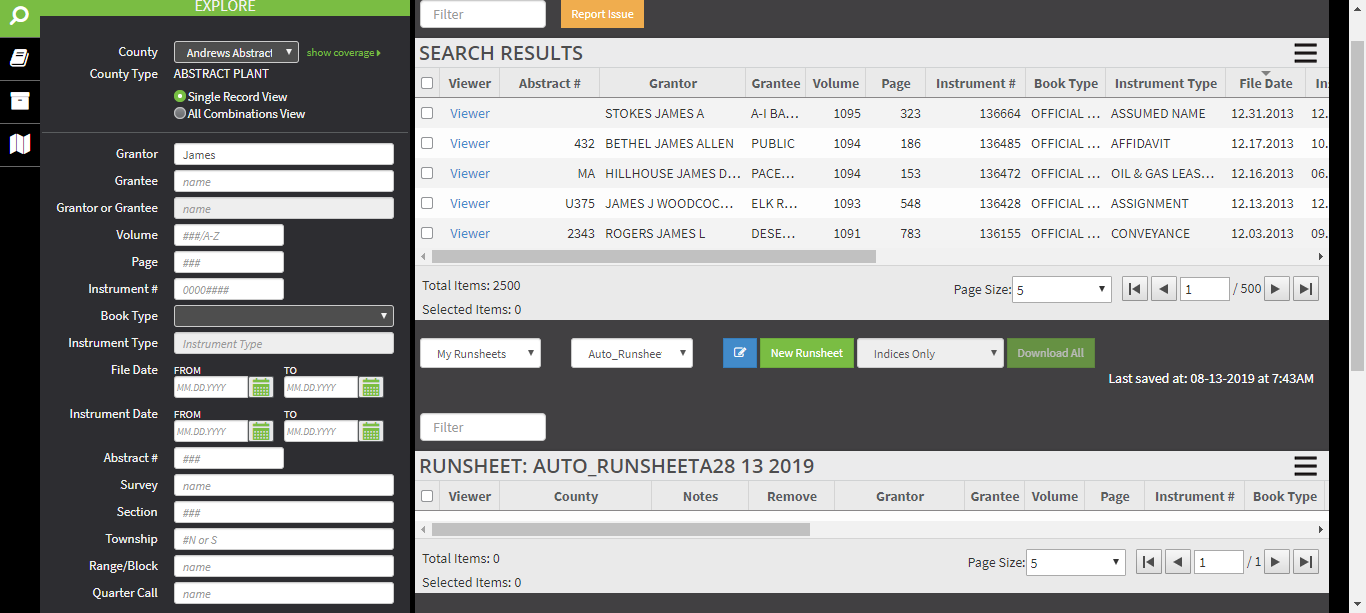 EXPLORE
County Andrews Abstract show coverage
County Type ABSTRACT PLANT
Single Record View
All Combinations View
Grantor James
Grantee name
Grantor or Grantee name
Volume ###/A-Z
Page ###
Instrument # 0000####
Book Type
Instrument Type Instrument Type
File Date FROM TO
MM.DD.YYYY MM.DD.YYYY
Instrument Date FROM TO
MM.DD.YYYY MM.DD.YYYY
Abstract # ###
Survey name
Section ###
Township #N or S
Range/Block name
Quarter Call name
Filter Report Issue
SEARCH RESULTS
Viewer Abstract # Grantor Grantee Volume Page Instrument # Book Type Instrument Type File Date In
Viewer STOKES JAMES A A-I BA... 1095 323 136664 OFFICIAL ... ASSUMED NAME 12.31.2013 12.
Viewer 432 BETHEL JAMES ALLEN PUBLIC 1094 186 136485 OFFICIAL ... AFFIDAVIT 12.17.2013 10.
Viewer MA HILLHOUSE JAMES D... PACE... 1094 153 136472 OFFICIAL ... OIL & GAS LEAS... 12.16.2013 06.
Viewer U375 JAMES J WOODCOC... ELK R... 1093 548 136428 OFFICIAL ... ASSIGNMENT 12.13.2013 12.
Viewer 2343 ROGERS JAMES L DESE... 1091 783 136155 OFFICIAL ... CONVEYANCE 12.03.2013 09.
Total Items: 2500
Page Size: 5 1 / 500
Selected Items: 0
My Runsheets Auto_Runshee New Runsheet Indices Only Download All
Last saved at: 08-13-2019 at 7:43AM
Filter
RUNSHEET: AUTO_RUNSHEETA28 13 2019
Viewer County Notes Remove Grantor Grantee Volume Page Instrument # Book Type
Total Items: 0
Page Size: 5 1 / 1
Selected Items: 0